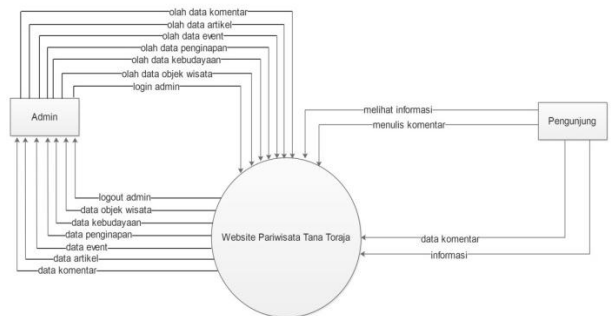 olah data komentar
olah data artikel
olah data event
olah data penginapan
olah data kebudayaan
olah data objek wisata
login admin
Admin
melihat informasi
menulis komentar
Pengunjung
logout admin
data objek wisata
data kebudayaan
data penginapan
data event
data artikel
data komentar
Website Pariwisata Tana Toraja
data komentar
informasi